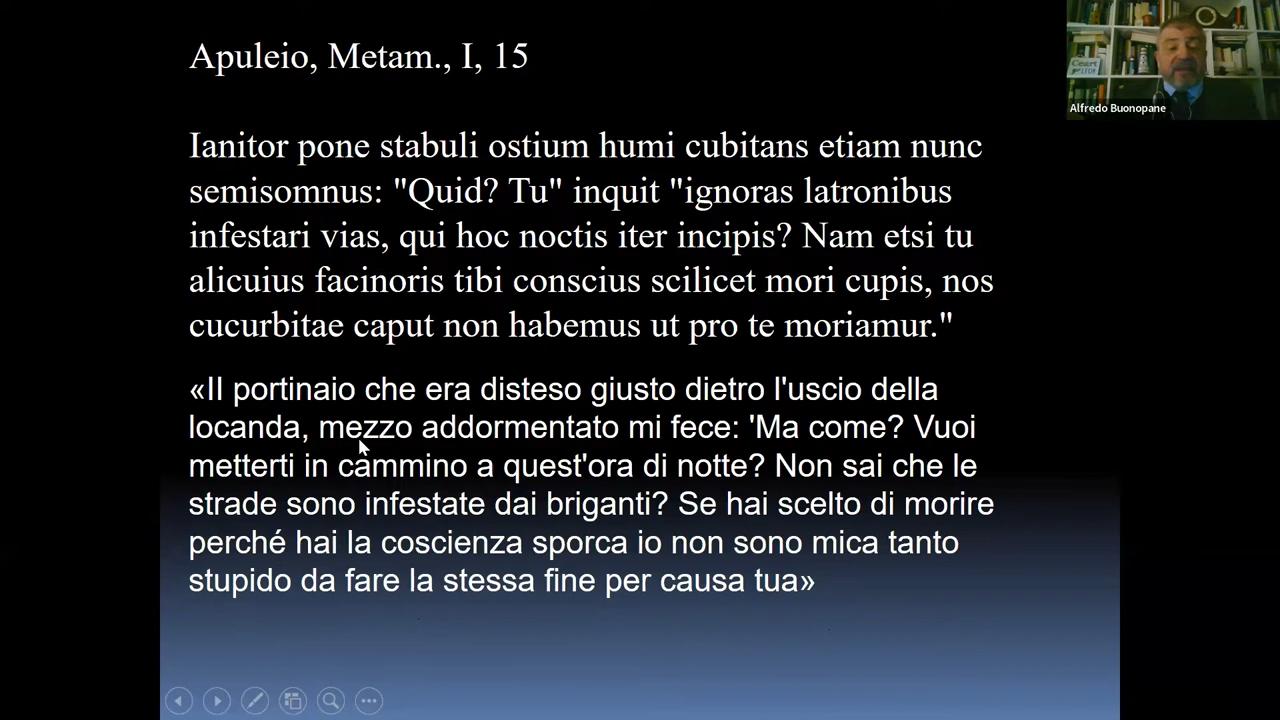 Apuleio, Metam., I, 15
Alfredo Buonopane
Ianitor pone stabuli ostium humi cubitans etiam nunc
semisomnus: "Quid? Tu" inquit "ignoras latronibus
infestari vias, qui hoc noctis iter incipis? Nam etsi tu
alicuius facinoris tibi conscius scilicet mori cupis, nos
cucurbitae caput non habemus ut pro te moriamur."
«Il portinaio che era disteso giusto dietro l'uscio della
locanda, mezzo addormentato mi fece: 'Ma come? Vuoi
metterti in cammino a quest'ora di notte? Non sai che le
strade sono infestate dai briganti? Se hai scelto di morire
perché hai la coscienza sporca io non sono mica tanto
stupido da fare la stessa fine per causa tua»